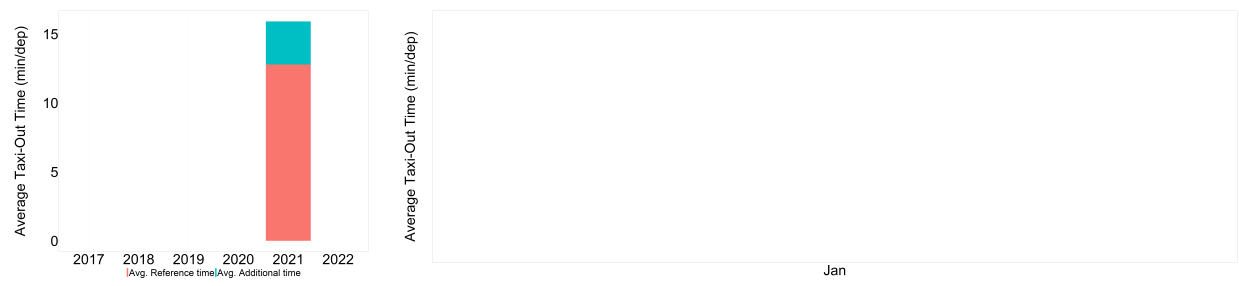 Average Taxi-Out Time (min/dep)
15
10
5
0
2017 2018 2019 2020 2021 2022
Avg. Reference time Avg. Additional time
Average Taxi-Out Time (min/dep)
Jan